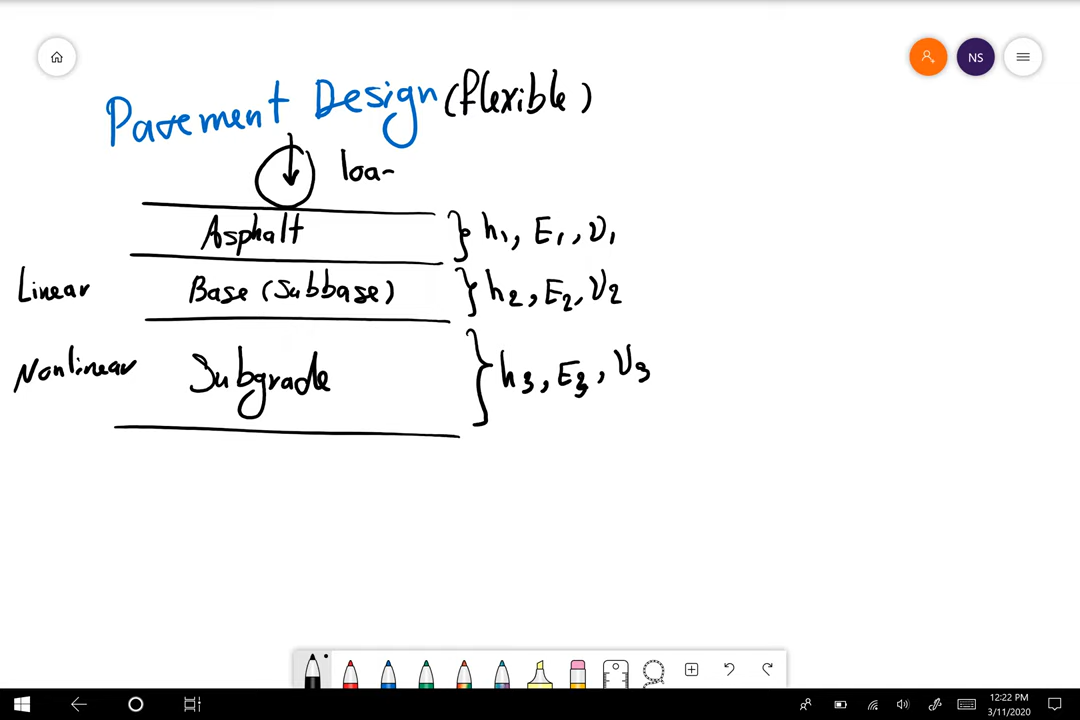 NS
Pavement Design (flexible)
loa
Asphalt } h1, E1, ν1
Linear Base (Subbase) } h2, E2, ν2
Nonlinear Subgrade } h3, E3, ν3
12:22 PM
3/11/2020